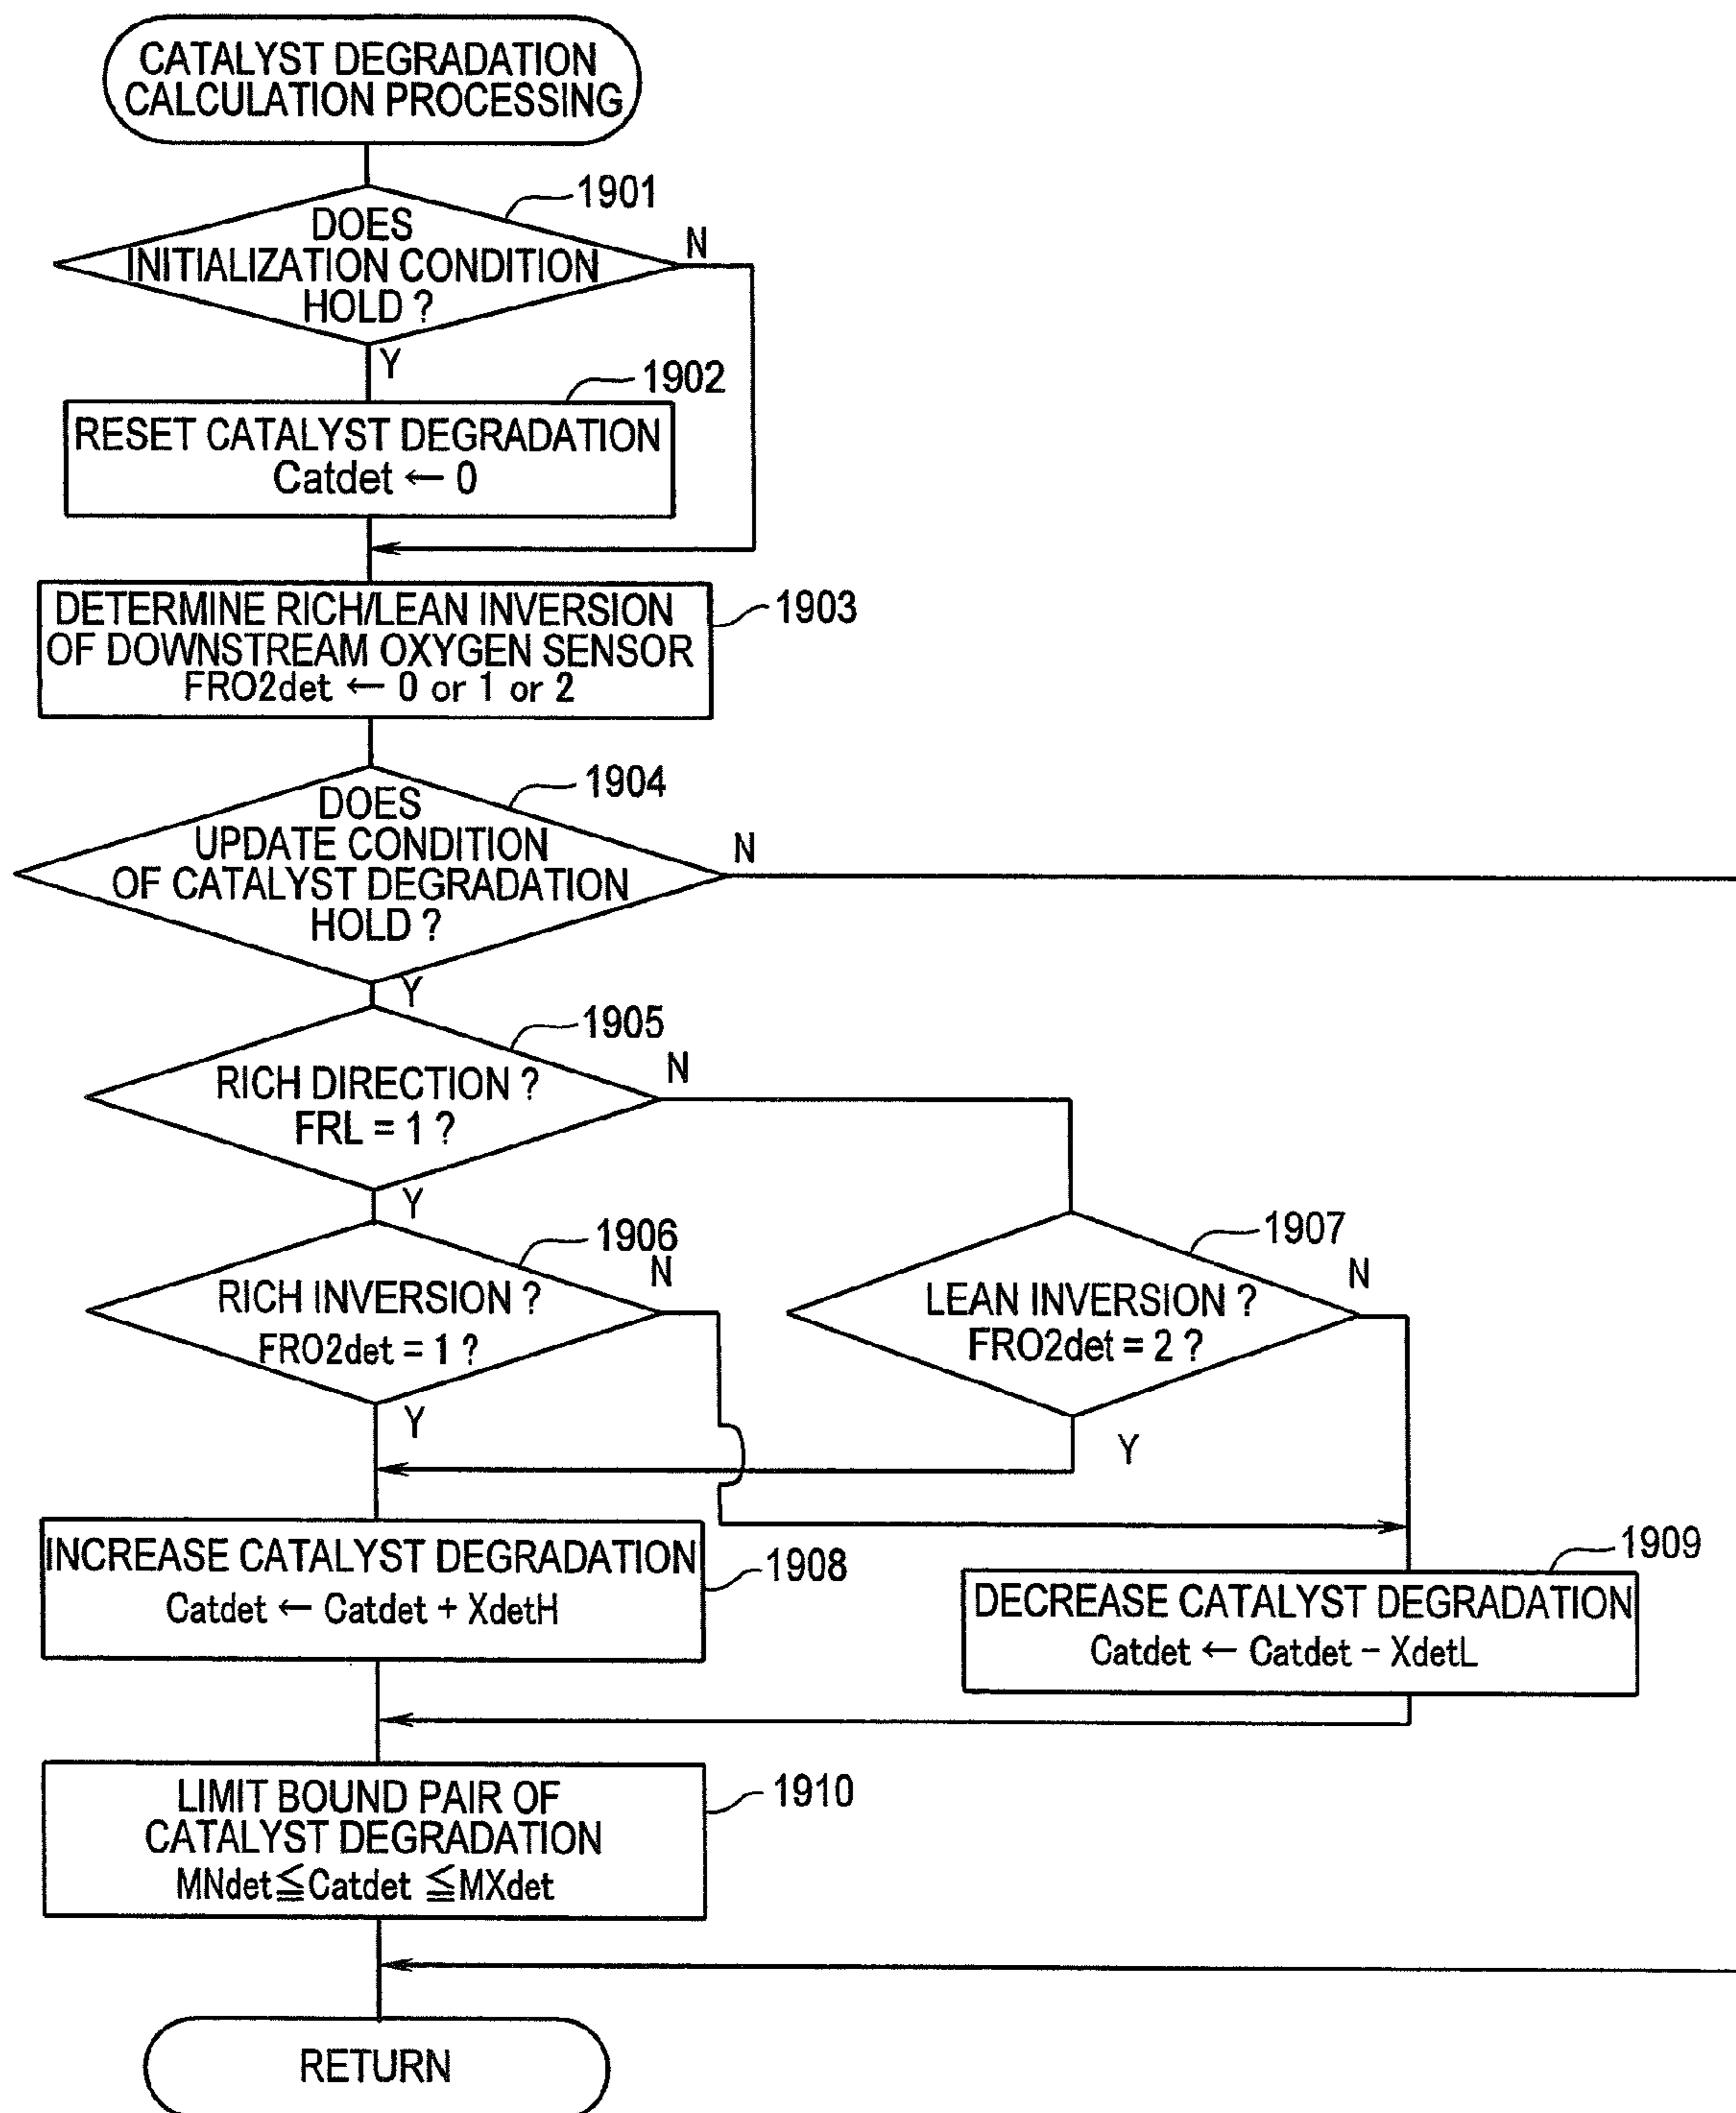 CATALYST DEGRADATION
CALCULATION PROCESSING
1901
DOES
INITIALIZATION CONDITION
HOLD ?
N
Y
1902
RESET CATALYST DEGRADATION
Catdet ← 0
DETERMINE RICH/LEAN INVERSION
OF DOWNSTREAM OXYGEN SENSOR
FRO2det ← 0 or 1 or 2
1903
1904
DOES
UPDATE CONDITION
OF CATALYST DEGRADATION
HOLD ?
N
Y
1905
RICH DIRECTION ?
FRL = 1 ?
N
Y
1906
RICH INVERSION ?
FRO2det = 1 ?
N
Y
1907
LEAN INVERSION ?
FRO2det = 2 ?
N
Y
INCREASE CATALYST DEGRADATION
Catdet ← Catdet + XdetH
1908
1909
DECREASE CATALYST DEGRADATION
Catdet ← Catdet − XdetL
LIMIT BOUND PAIR OF
CATALYST DEGRADATION
MNdet≦Catdet ≦MXdet
1910
RETURN